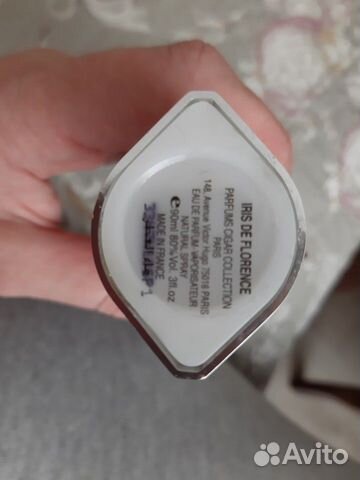 IRIS DE FLORENCE
PARFUMS CIGAR COLLECTION
PARIS
148, Avenue Victor Hugo 75016 PARIS
EAU DE PARFUM-VAPORISATEUR
℮90ml 80%Vol. 3fl.oz
NATURAL SPRAY
MADE IN FRANCE
Avito